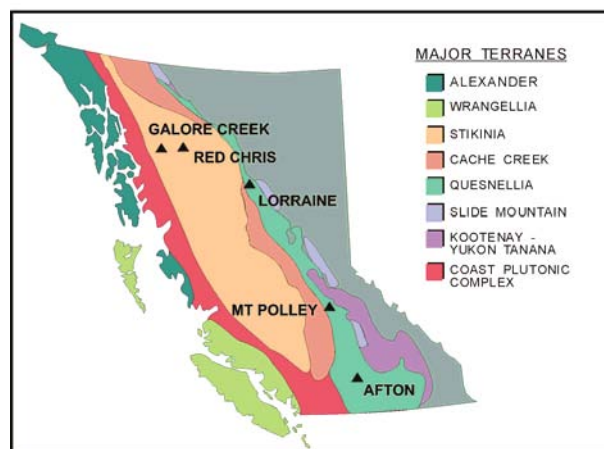 MAJOR TERRANES
ALEXANDER
WRANGELLIA
STIKINIA
CACHE CREEK
QUESNELLIA
SLIDE MOUNTAIN
KOOTENAY -
YUKON TANANA
COAST PLUTONIC
COMPLEX
GALORE CREEK
RED CHRIS
LORRAINE
MT POLLEY
AFTON